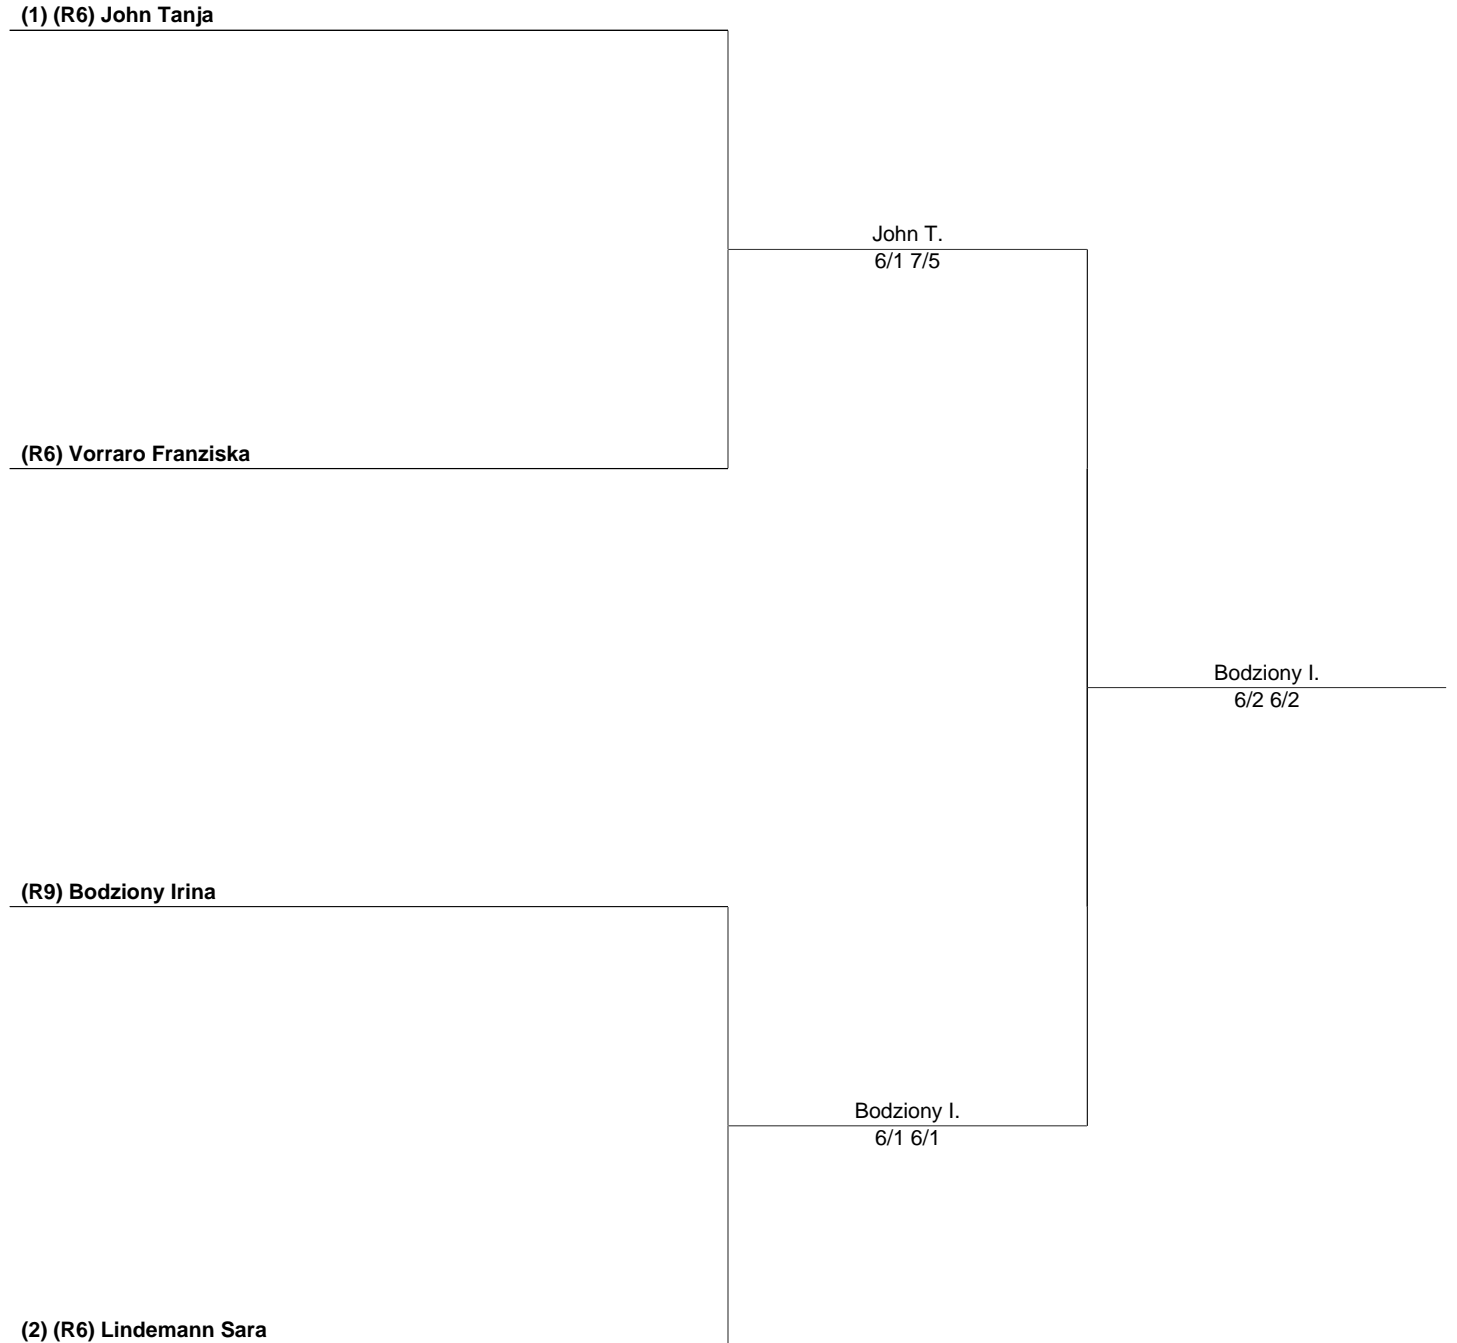 (1) (R6) John Tanja
John T.
6/1 7/5
(R6) Vorraro Franziska
Bodziony I.
6/2 6/2
(R9) Bodziony Irina
Bodziony I.
6/1 6/1
(2) (R6) Lindemann Sara